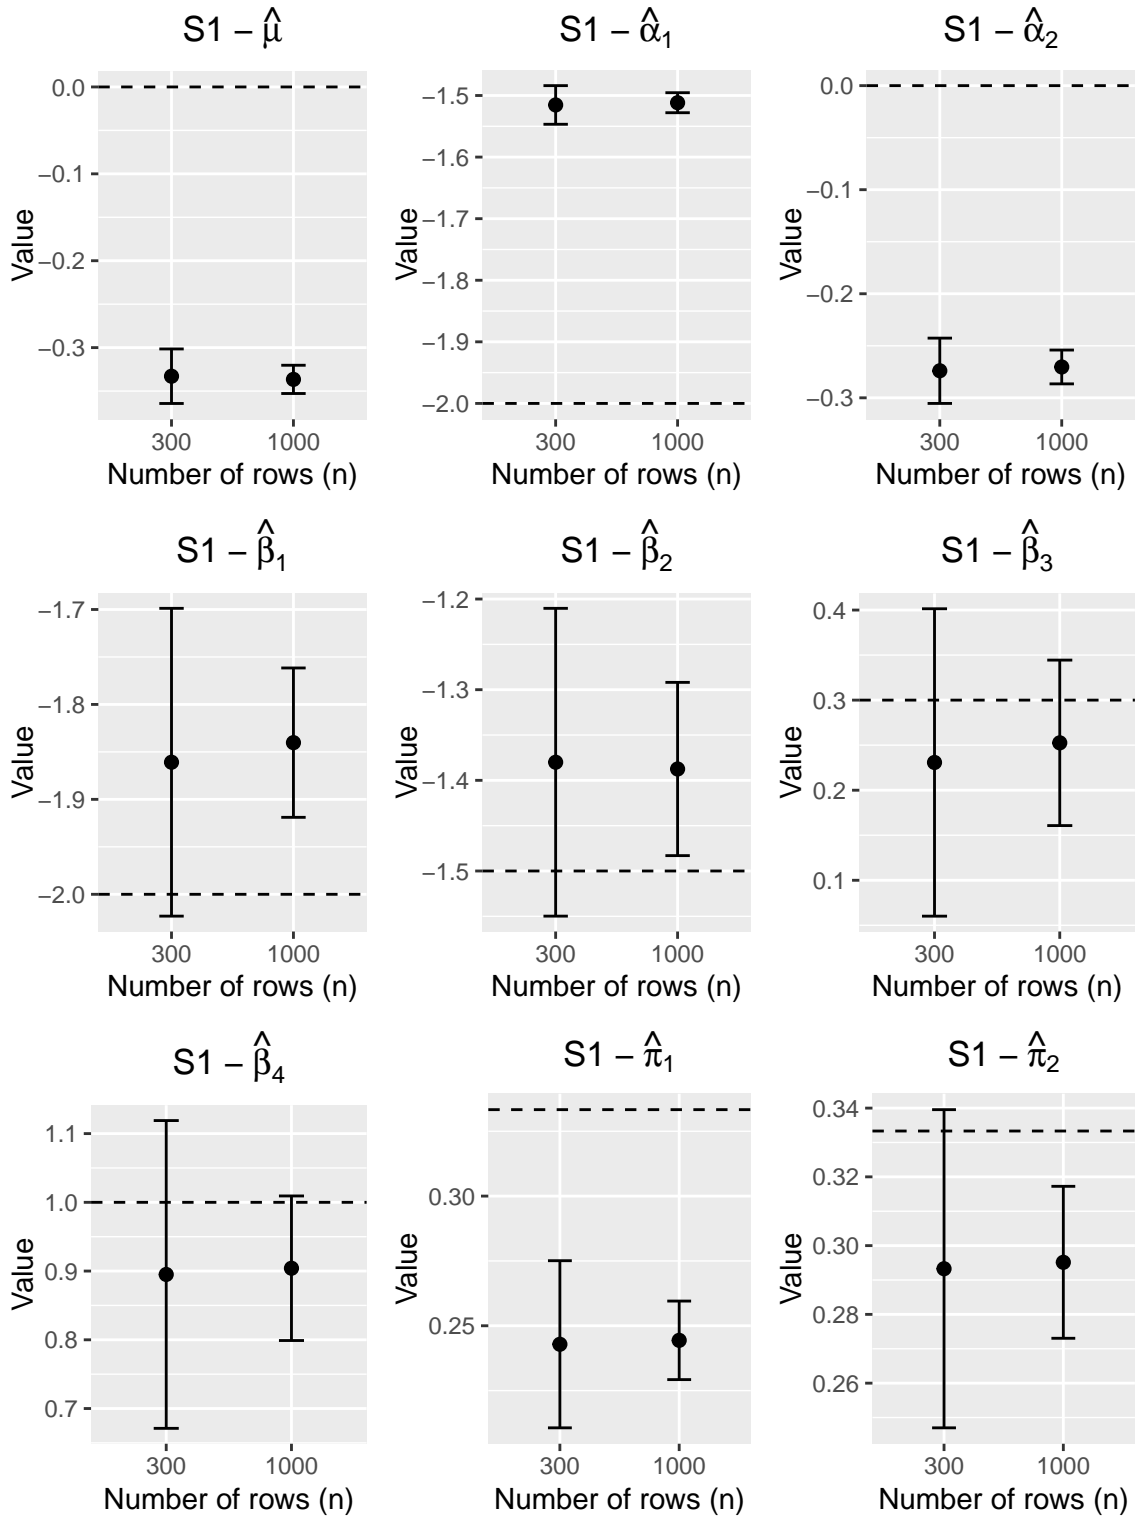 S1 − μ̂
S1 − α̂₁
S1 − α̂₂
Value
0.0
−0.1
−0.2
−0.3
300
1000
Number of rows (n)
Value
−1.5
−1.6
−1.7
−1.8
−1.9
−2.0
300
1000
Number of rows (n)
Value
0.0
−0.1
−0.2
−0.3
300
1000
Number of rows (n)
S1 − β̂₁
S1 − β̂₂
S1 − β̂₃
Value
−1.7
−1.8
−1.9
−2.0
300
1000
Number of rows (n)
Value
−1.2
−1.3
−1.4
−1.5
300
1000
Number of rows (n)
Value
0.4
0.3
0.2
0.1
300
1000
Number of rows (n)
S1 − β̂₄
S1 − π̂₁
S1 − π̂₂
Value
1.1
1.0
0.9
0.8
0.7
300
1000
Number of rows (n)
Value
0.30
0.25
300
1000
Number of rows (n)
Value
0.34
0.32
0.30
0.28
0.26
300
1000
Number of rows (n)